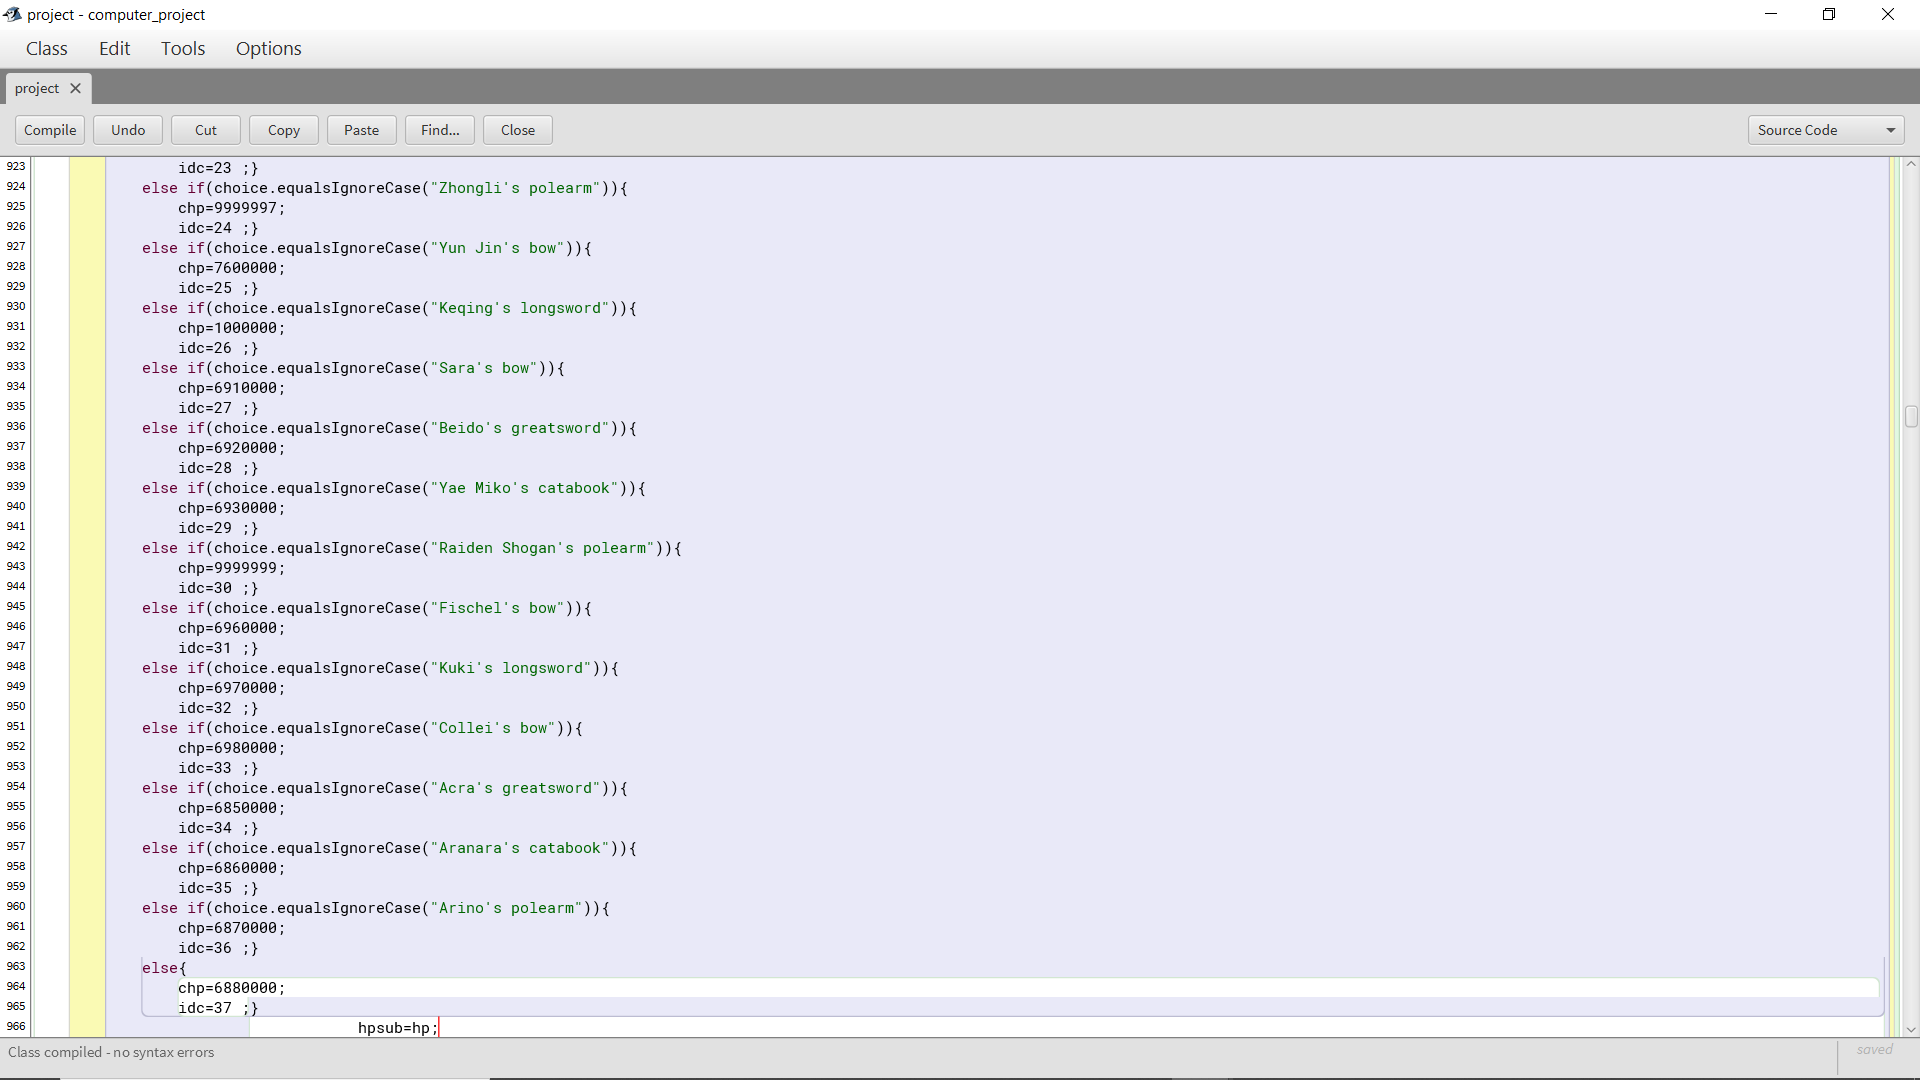 project - computer_project
Class Edit Tools Options
project
Compile Undo Cut Copy Paste Find... Close Source Code
923 idc=23 ;}
924 else if(choice.equalsIgnoreCase("Zhongli's polearm")){
925 chp=9999997;
926 idc=24 ;}
927 else if(choice.equalsIgnoreCase("Yun Jin's bow")){
928 chp=7600000;
929 idc=25 ;}
930 else if(choice.equalsIgnoreCase("Keqing's longsword")){
931 chp=1000000;
932 idc=26 ;}
933 else if(choice.equalsIgnoreCase("Sara's bow")){
934 chp=6910000;
935 idc=27 ;}
936 else if(choice.equalsIgnoreCase("Beido's greatsword")){
937 chp=6920000;
938 idc=28 ;}
939 else if(choice.equalsIgnoreCase("Yae Miko's catabook")){
940 chp=6930000;
941 idc=29 ;}
942 else if(choice.equalsIgnoreCase("Raiden Shogan's polearm")){
943 chp=9999999;
944 idc=30 ;}
945 else if(choice.equalsIgnoreCase("Fischel's bow")){
946 chp=6960000;
947 idc=31 ;}
948 else if(choice.equalsIgnoreCase("Kuki's longsword")){
949 chp=6970000;
950 idc=32 ;}
951 else if(choice.equalsIgnoreCase("Collei's bow")){
952 chp=6980000;
953 idc=33 ;}
954 else if(choice.equalsIgnoreCase("Acra's greatsword")){
955 chp=6850000;
956 idc=34 ;}
957 else if(choice.equalsIgnoreCase("Aranara's catabook")){
958 chp=6860000;
959 idc=35 ;}
960 else if(choice.equalsIgnoreCase("Arino's polearm")){
961 chp=6870000;
962 idc=36 ;}
963 else{
964 chp=6880000;
965 idc=37 ;}
966 hpsub=hp;
Class compiled - no syntax errors saved